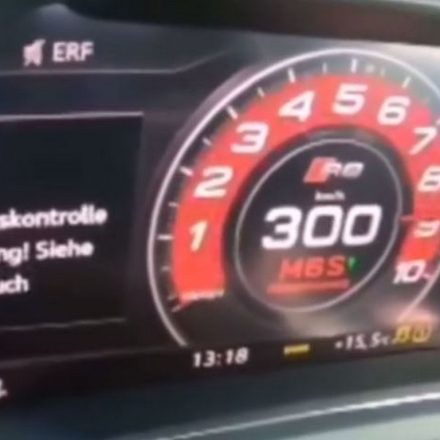 ERF
skontrolle
ng! Siehe
uch
1
2
3
4
5
6
7
8
9
10
R8
km/h
300
M6S
13:18
+15,5°C